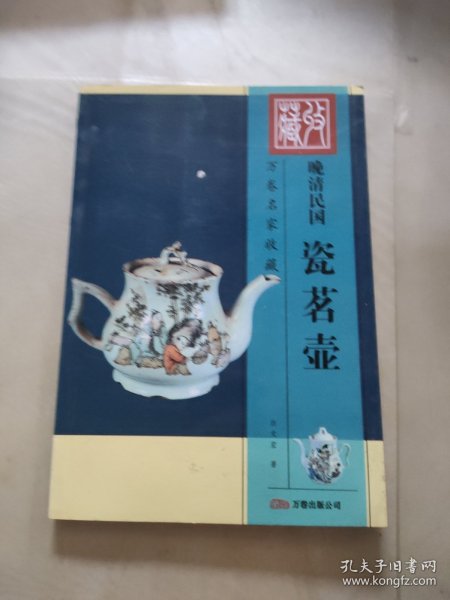 收藏
万卷名家收藏
晚清民国
瓷茗壶
著
万卷出版公司
孔夫子旧书网
www.kongfz.com